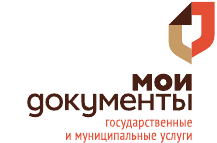 мои
документы
государственные
и муниципальные услуги